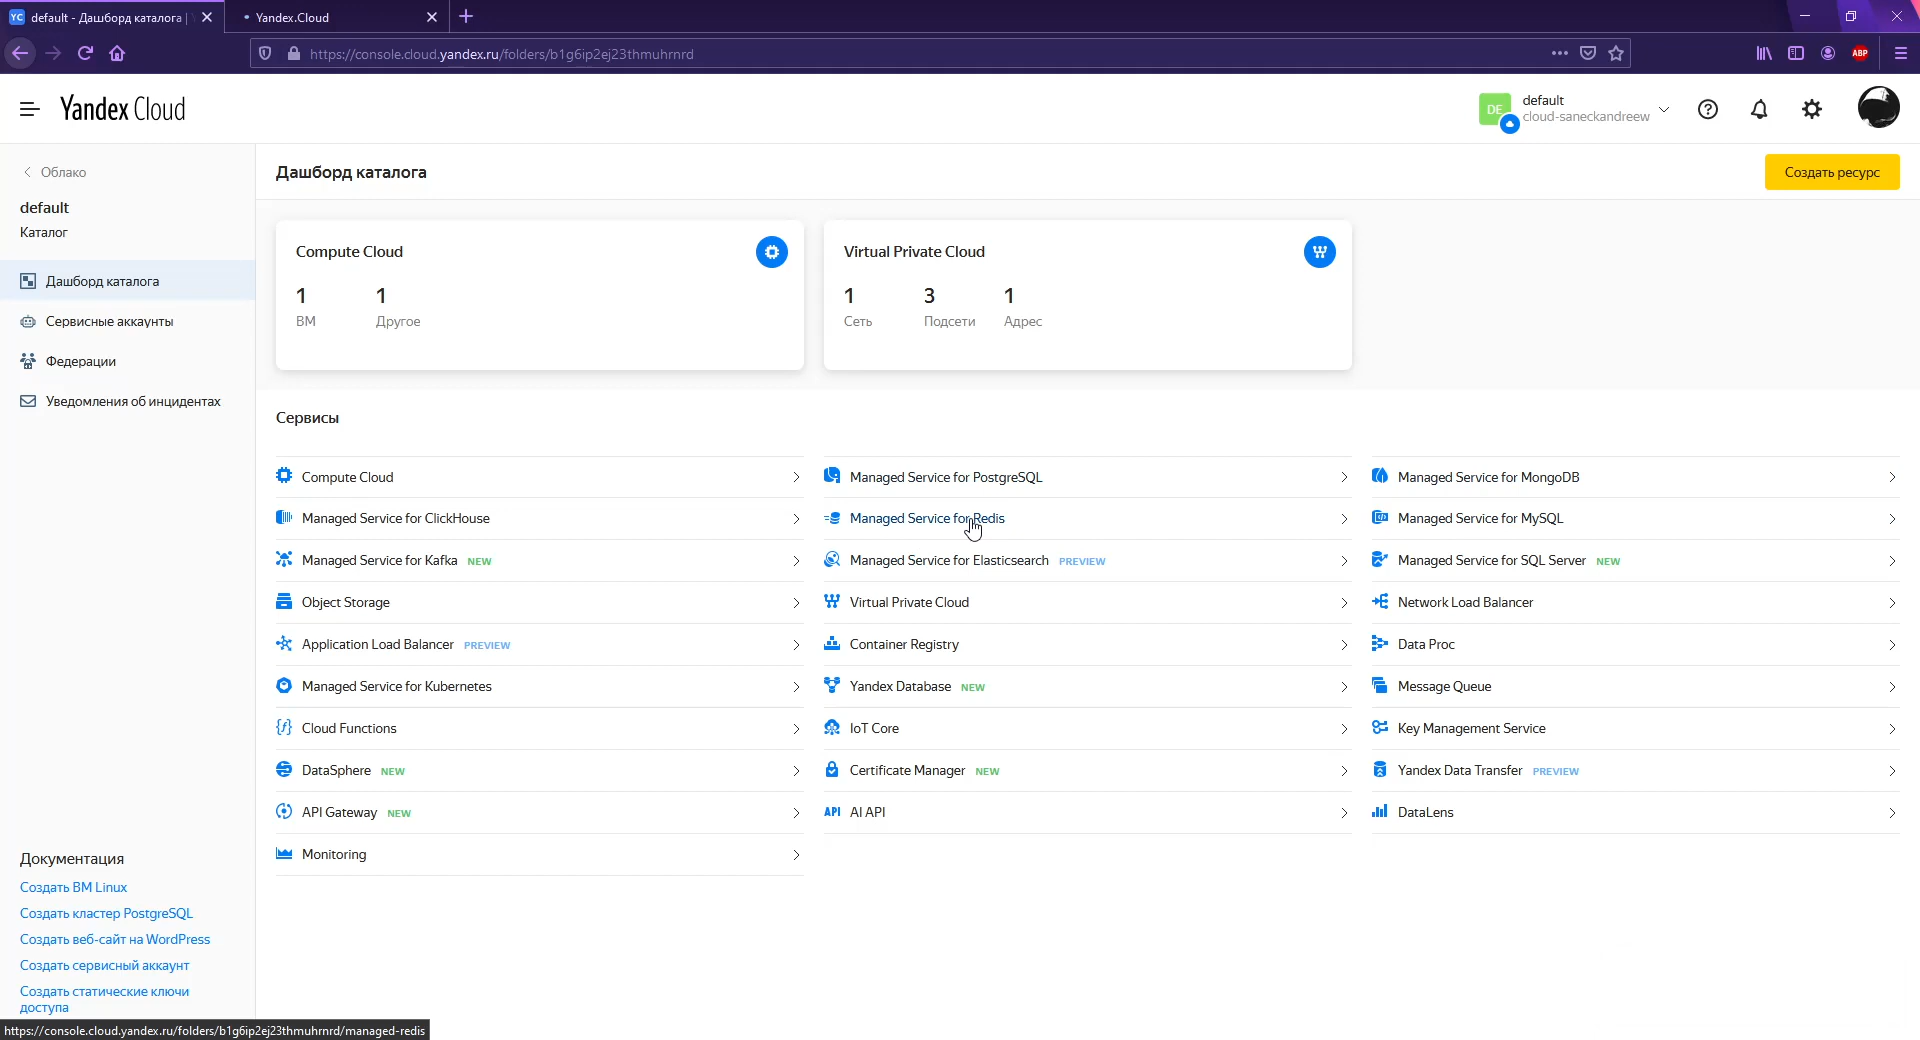 default - Дашборд каталога |
Yandex.Cloud
https://console.cloud.yandex.ru/folders/b1g6ip2ej23thmuhrnrd
ABP
Yandex Cloud
DE
default
cloud-saneckandreew
Облако
default
Каталог
Дашборд каталога
Сервисные аккаунты
Федерации
Уведомления об инцидентах
Дашборд каталога
Создать ресурс
Compute Cloud
1
ВМ
1
Другое
Virtual Private Cloud
1
Сеть
3
Подсети
1
Адрес
Сервисы
Compute Cloud
Managed Service for PostgreSQL
Managed Service for MongoDB
Managed Service for ClickHouse
Managed Service for Redis
Managed Service for MySQL
Managed Service for Kafka NEW
Managed Service for Elasticsearch PREVIEW
Managed Service for SQL Server NEW
Object Storage
Virtual Private Cloud
Network Load Balancer
Application Load Balancer PREVIEW
Container Registry
Data Proc
Managed Service for Kubernetes
Yandex Database NEW
Message Queue
Cloud Functions
IoT Core
Key Management Service
DataSphere NEW
Certificate Manager NEW
Yandex Data Transfer PREVIEW
API Gateway NEW
API AI API
DataLens
Monitoring
Документация
Создать ВМ Linux
Создать кластер PostgreSQL
Создать веб-сайт на WordPress
Создать сервисный аккаунт
Создать статические ключи
доступа
https://console.cloud.yandex.ru/folders/b1g6ip2ej23thmuhrnrd/managed-redis